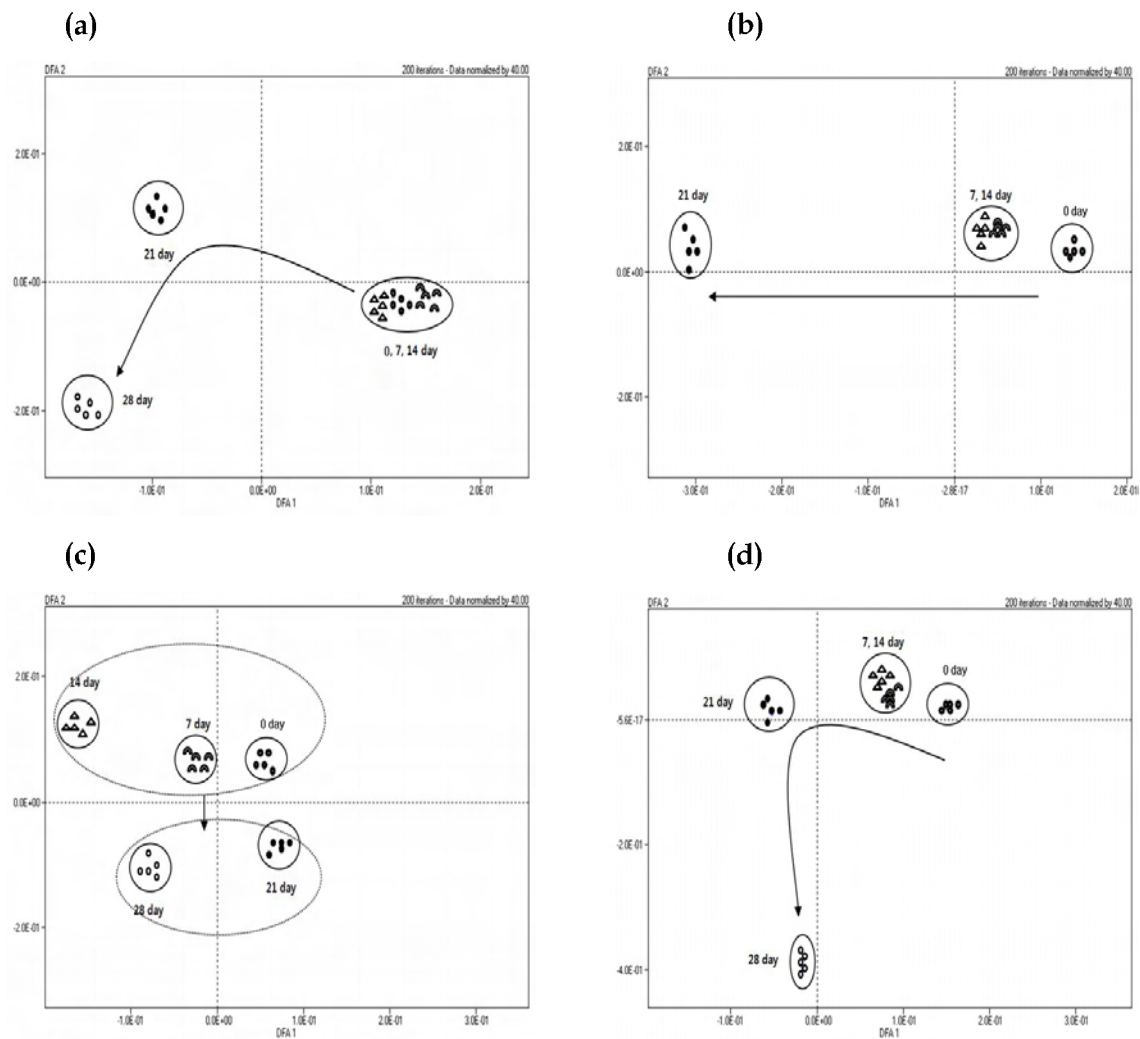 (a)
DFA 2 200 iterstions - Data normalized by 40.00
2.0E-01
21 day
0.0E+00
0, 7, 14 day
28 day
-2.0E-01
-1.0E-01 0.0E+00 1.0E-01 2.0E-01
DFA 1
(b)
DFA 2 200 iterstions - Data normalized by 40.00
2.0E-01
21 day 7, 14 day 0 day
0.0E+00
-2.0E-01
-3.0E-01 -2.0E-01 -1.0E-01 -2.8E-17 1.0E-01 2.0E-01
DFA 1
(c)
DFA 2 200 iterstions - Data normalized by 40.00
2.0E-01
14 day
7 day 0 day
0.0E+00
21 day
28 day
-2.0E-01
-1.0E-01 0.0E+00 1.0E-01 2.0E-01 3.0E-01
DFA 1
(d)
DFA 2 200 iterstions - Data normalized by 40.00
7, 14 day
0 day
21 day
-5.6E-17
-2.0E-01
28 day
-4.0E-01
-1.0E-01 0.0E+00 1.0E-01 2.0E-01 3.0E-01
DFA 1